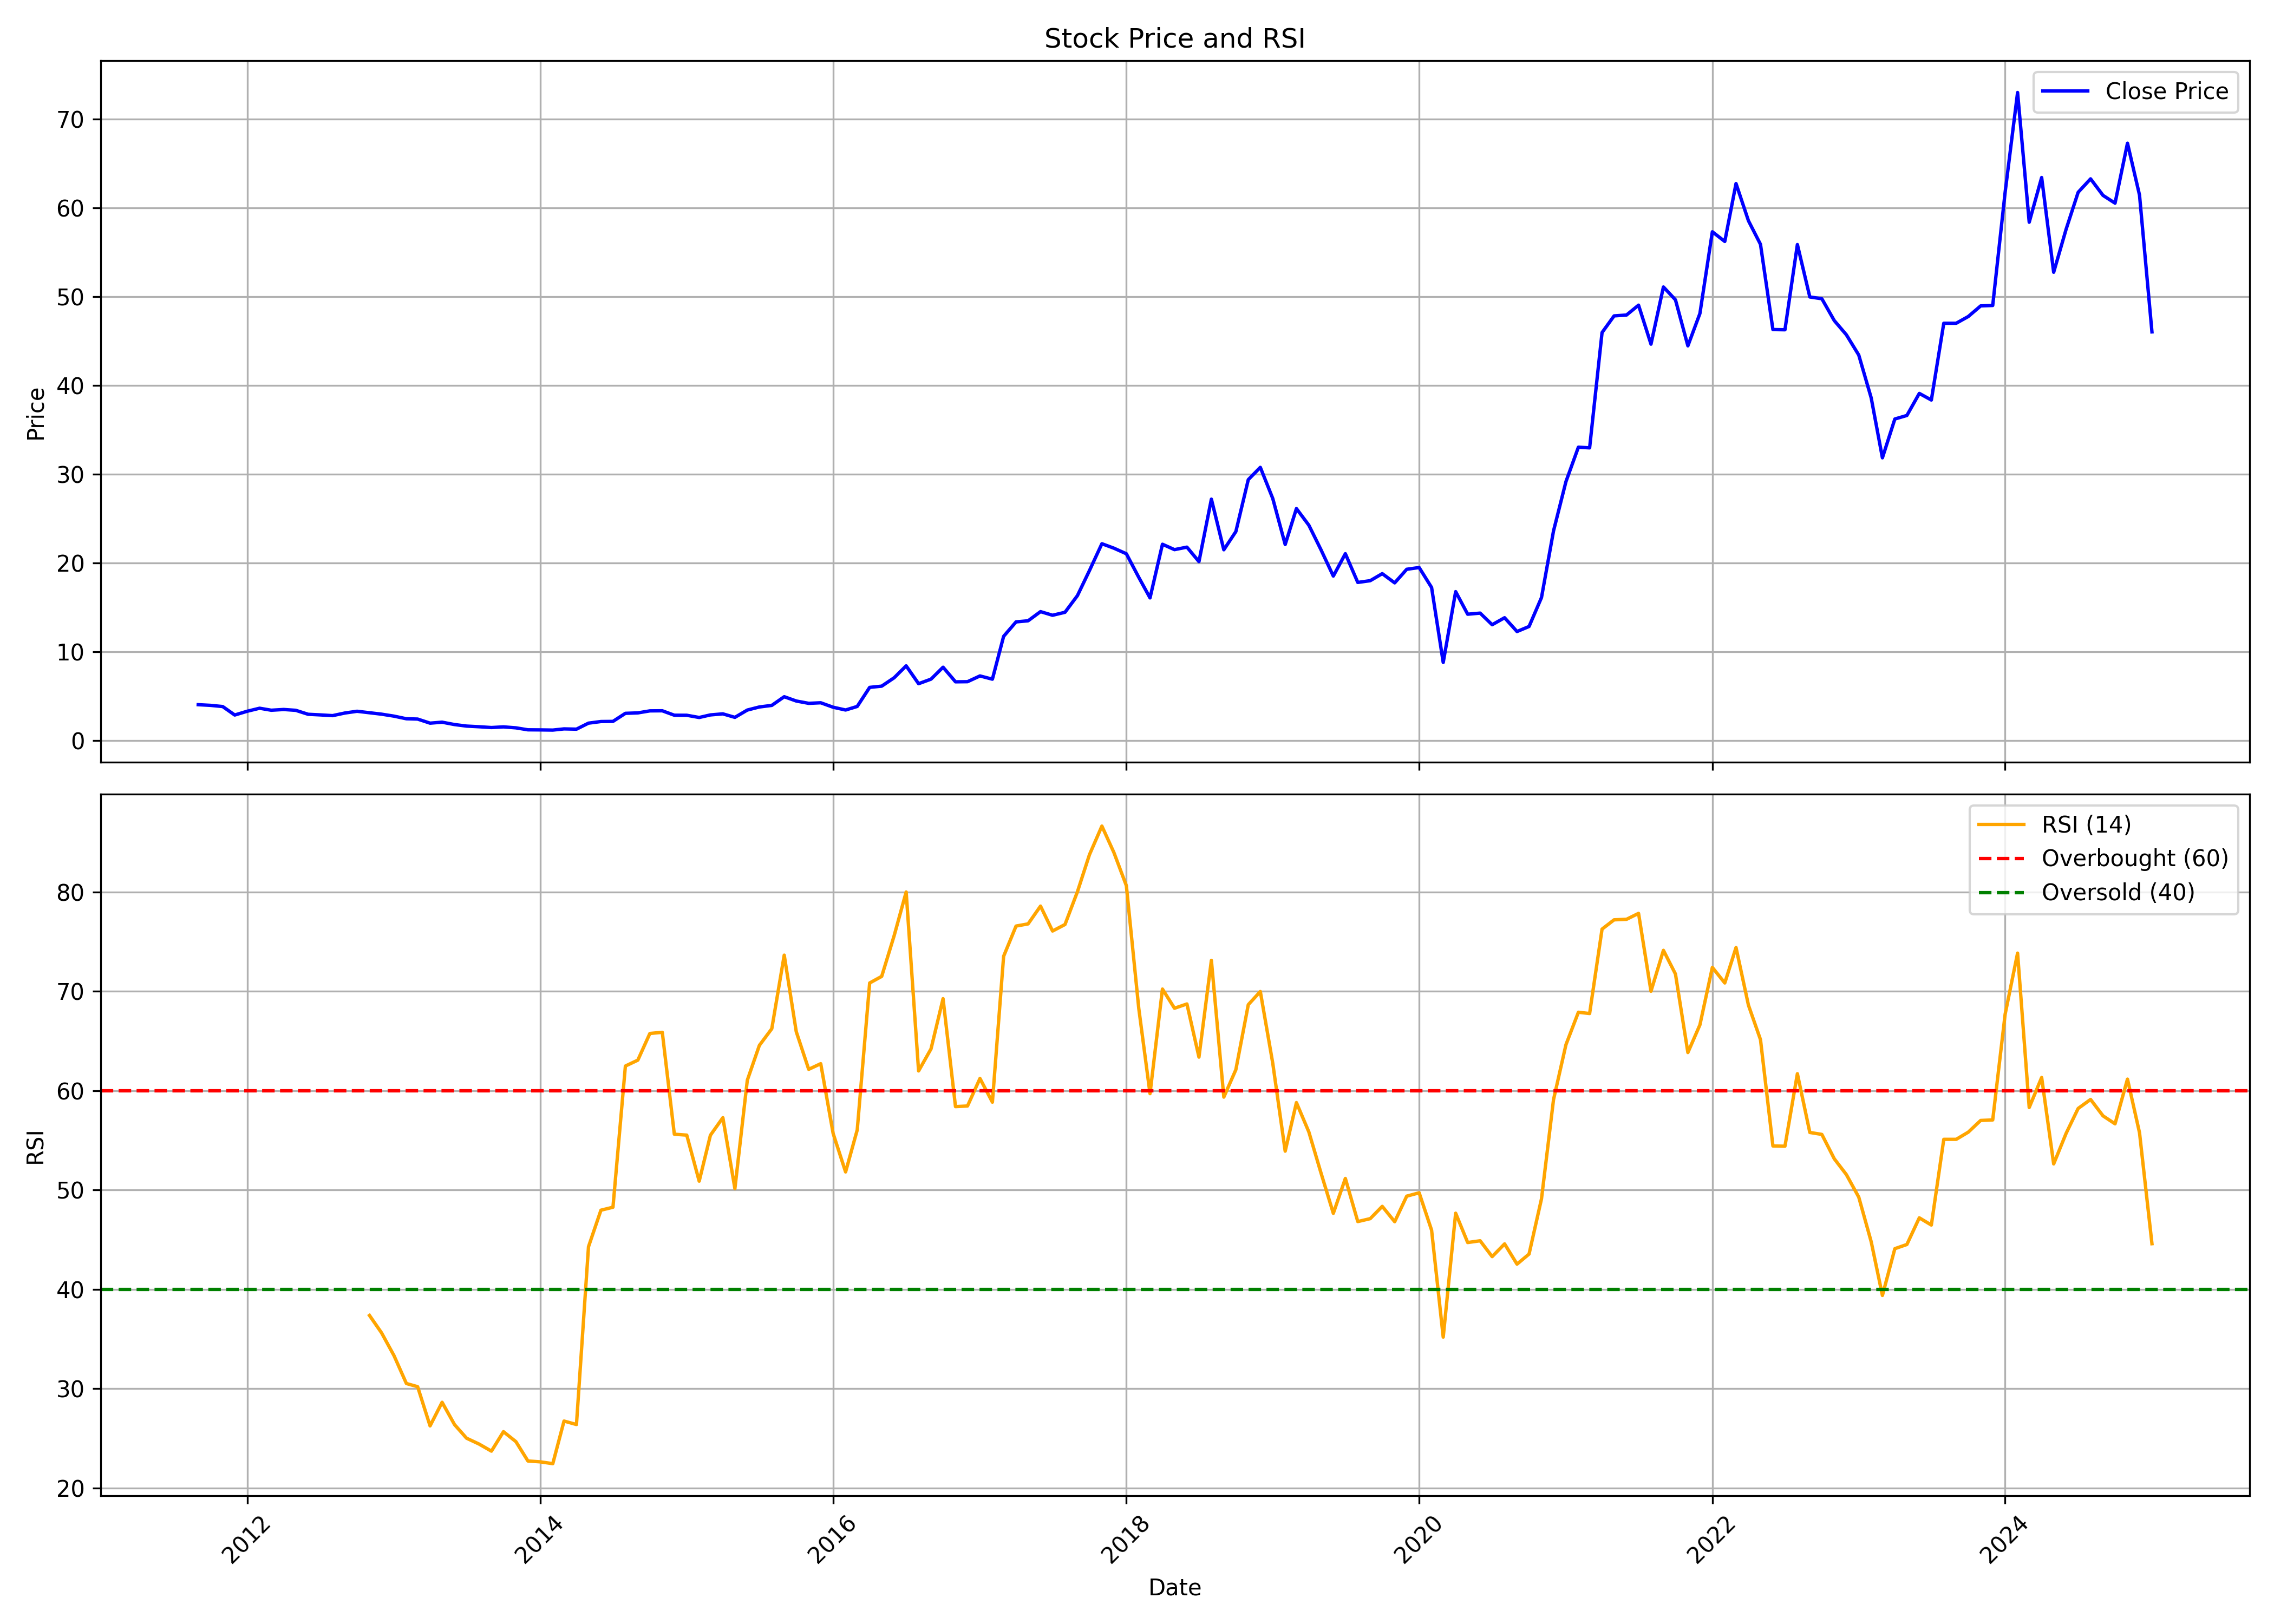 Stock Price and RSI
Close Price
Price
70
60
50
40
30
20
10
0
RSI (14)
Overbought (60)
Oversold (40)
RSI
80
70
60
50
40
30
20
2012
2014
2016
2018
2020
2022
2024
Date